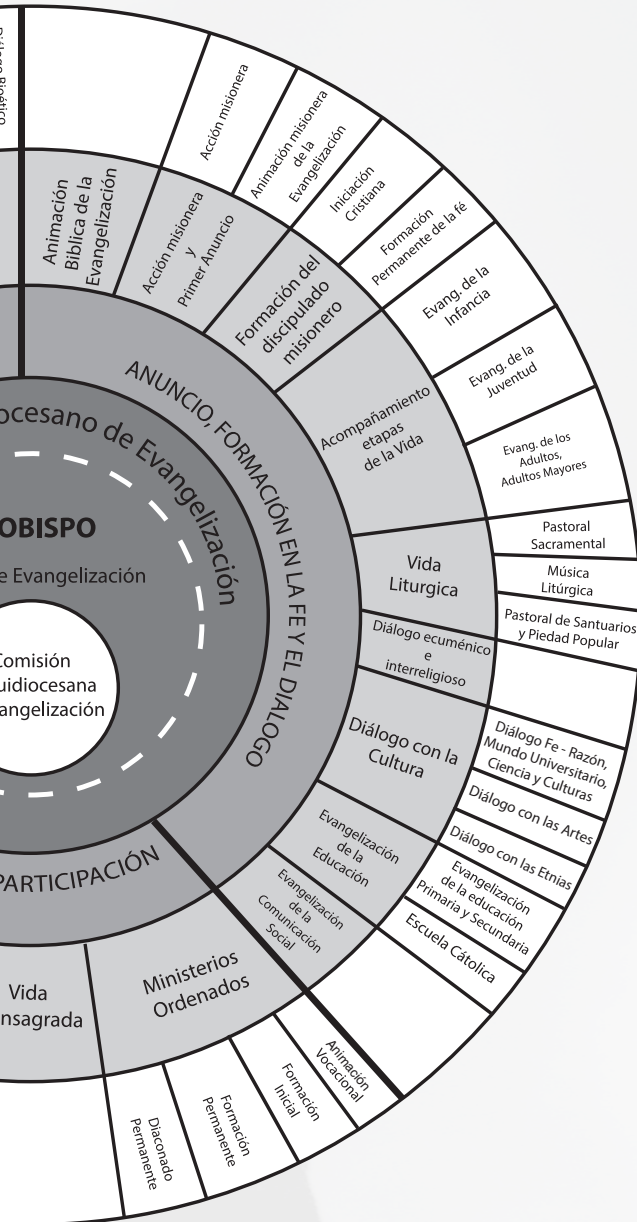 Diálogo Bioético
Acción misionera
Animación misionera
de la
Evangelización
Iniciación
Cristiana
Formación
Permanente de la fé
Evang. de la
Infancia
Evang. de la
Juventud
Evang. de los
Adultos,
Adultos Mayores
Pastoral
Sacramental
Música
Litúrgica
Pastoral de Santuarios
y Piedad Popular
Diálogo Fe - Razón,
Mundo Universitario,
Ciencia y Culturas
Diálogo con las Artes
Diálogo con las Etnias
Evangelización
de la educación
Primaria y Secundaria
Escuela Cátolica
Animación
Vocacional
Formación
Inicial
Formación
Permanente
Diaconado
Permanente
Animación
Biblica de la
Evangelización
Acción misionera
y
Primer Anuncio
Formación del
discipulado
misionero
Acompañamiento
etapas
de la Vida
Vida
Liturgica
Diálogo ecuménico
e
interreligioso
Diálogo con la
Cultura
Evangelización
de la
Educación
Evangelización
de la
Comunicación
Social
Ministerios
Ordenados
Vida
nsagrada
ANUNCIO, FORMACIÓN EN LA FE Y EL DIALOGO
PARTICIPACIÓN
ocesano de Evangelización
OBISPO
e Evangelización
Comisión
uidiocesana
angelización